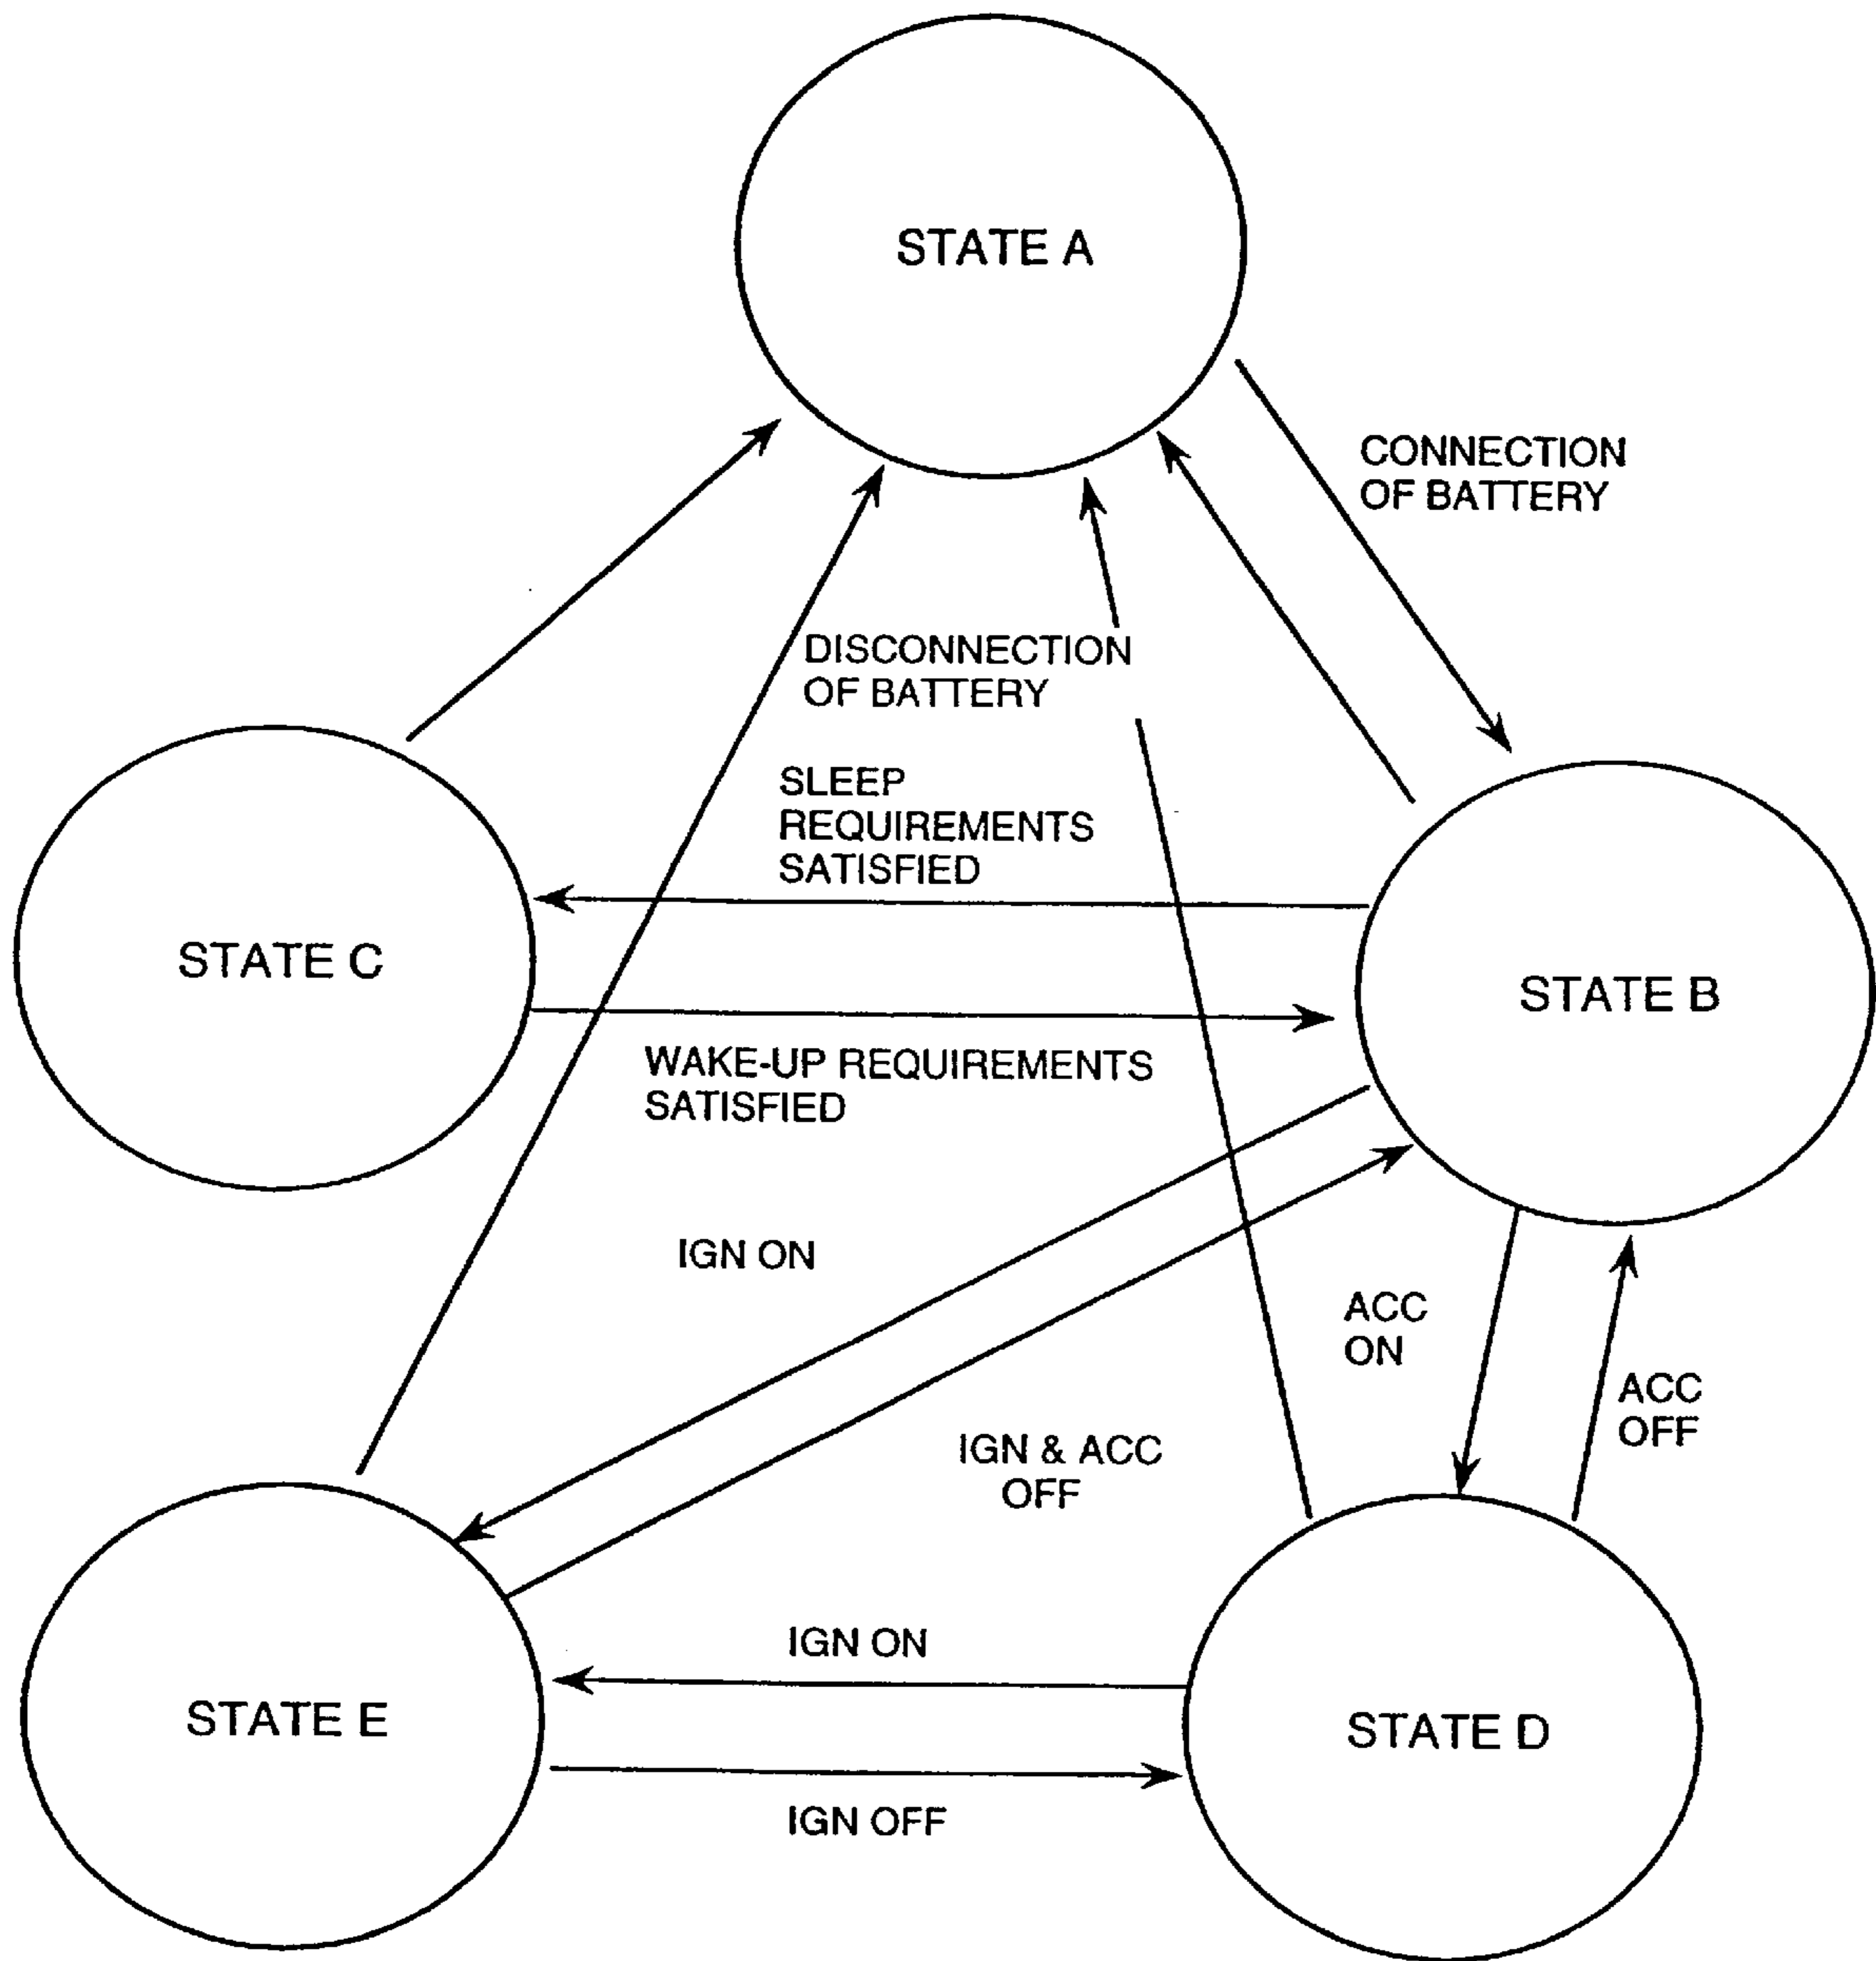 STATE A
CONNECTION
OF BATTERY
DISCONNECTION
OF BATTERY
SLEEP
REQUIREMENTS
SATISFIED
STATE C
STATE B
WAKE-UP REQUIREMENTS
SATISFIED
IGN ON
ACC
ON
ACC
OFF
IGN & ACC
OFF
IGN ON
STATE E
STATE D
IGN OFF